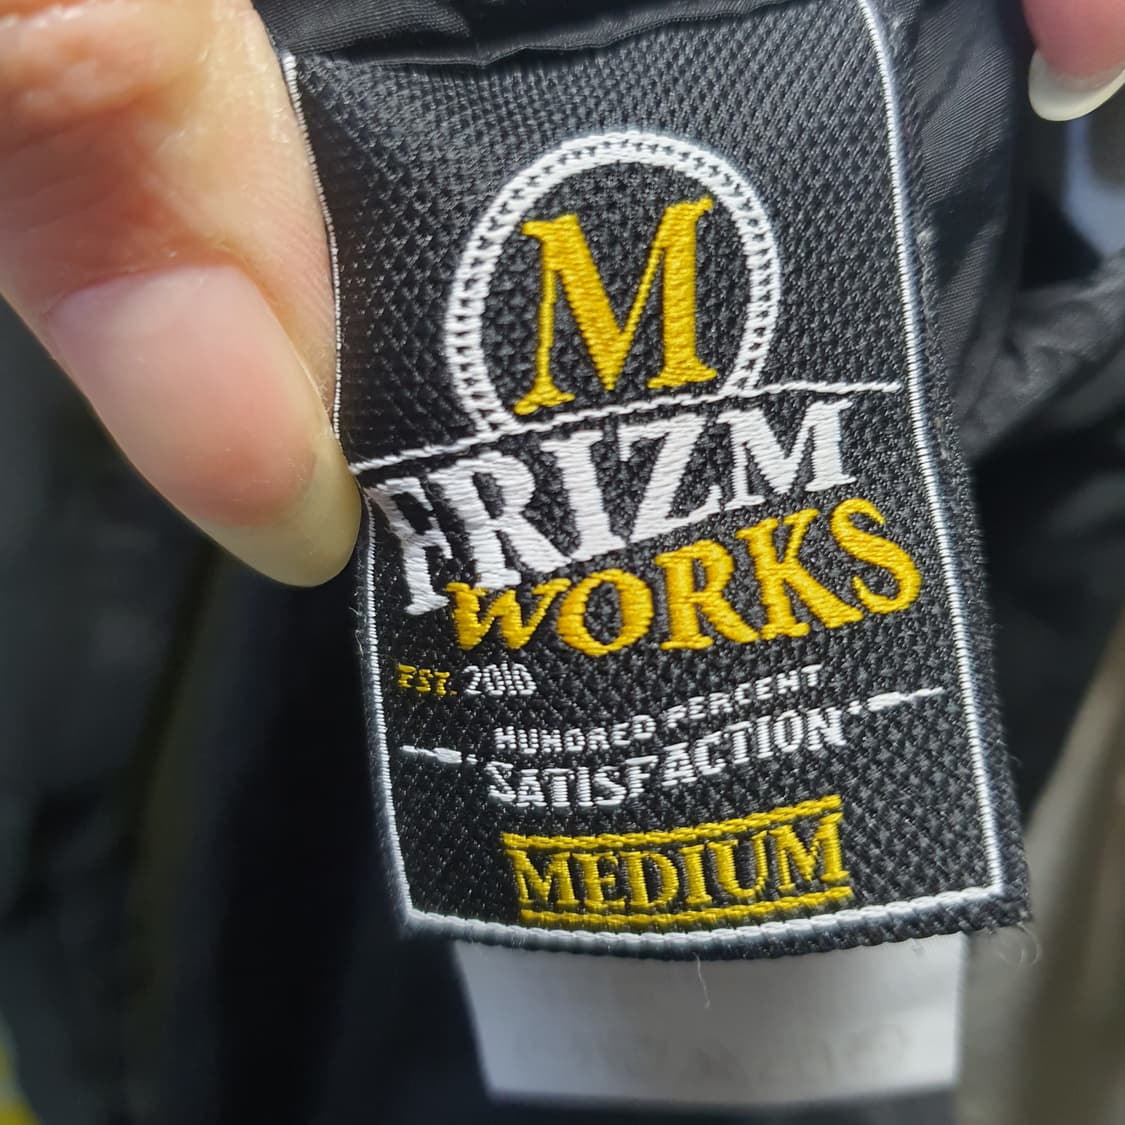 M
FRIZM
WORKS
EST. 2010
HUNDRED PERCENT
SATISFACTION
MEDIUM